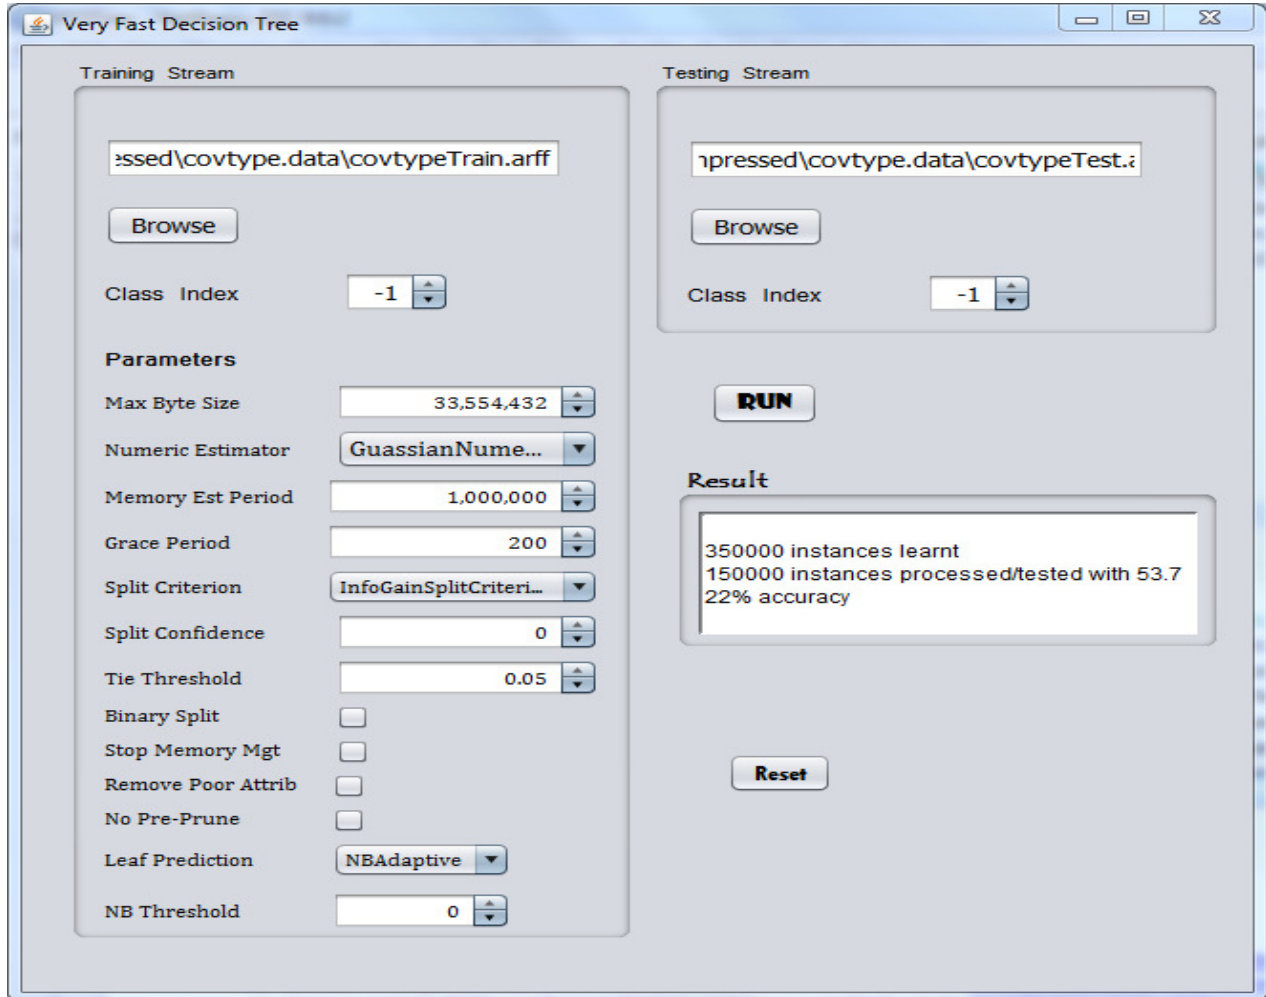 Very Fast Decision Tree
Training Stream
essed\covtype.data\covtypeTrain.arff
Browse
Class Index -1
Parameters
Max Byte Size 33,554,432
Numeric Estimator GuassianNume...
Memory Est Period 1,000,000
Grace Period 200
Split Criterion InfoGainSplitCriteri...
Split Confidence 0
Tie Threshold 0.05
Binary Split
Stop Memory Mgt
Remove Poor Attrib
No Pre-Prune
Leaf Prediction NBAdaptive
NB Threshold 0
Testing Stream
npressed\covtype.data\covtypeTest.a
Browse
Class Index -1
RUN
Result
350000 instances learnt
150000 instances processed/tested with 53.7
22% accuracy
Reset